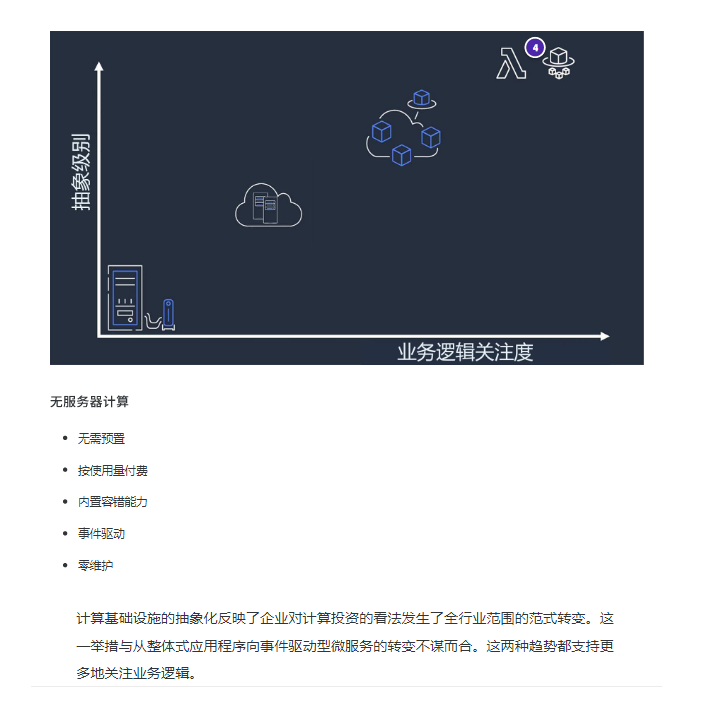 4
抽象级别
业务逻辑关注度
无服务器计算
无需预置
按使用量付费
内置容错能力
事件驱动
零维护
计算基础设施的抽象化反映了企业对计算投资的看法发生了全行业范围的范式转变。这
一举措与从整体式应用程序向事件驱动型微服务的转变不谋而合。这两种趋势都支持更
多地关注业务逻辑。